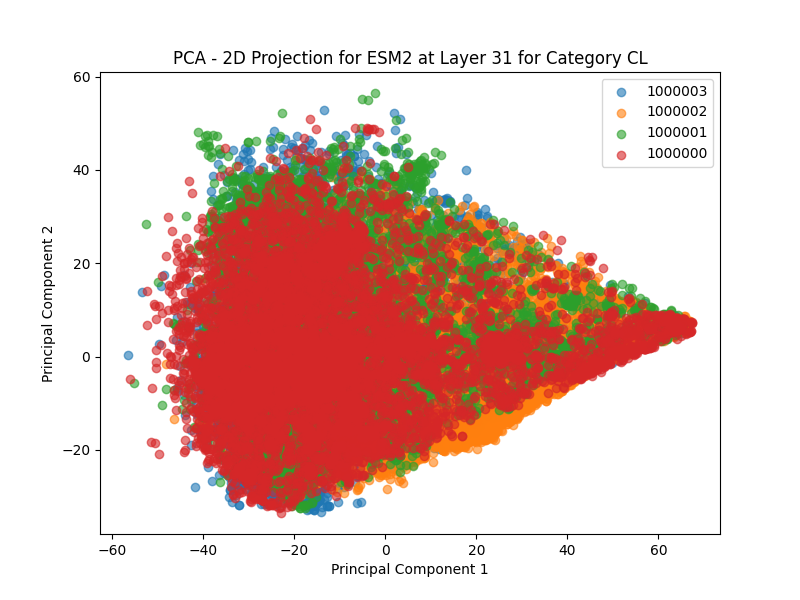 PCA - 2D Projection for ESM2 at Layer 31 for Category CL
60
40
20
0
−20
Principal Component 2
1000003
1000002
1000001
1000000
−60 −40 −20 0 20 40 60
Principal Component 1